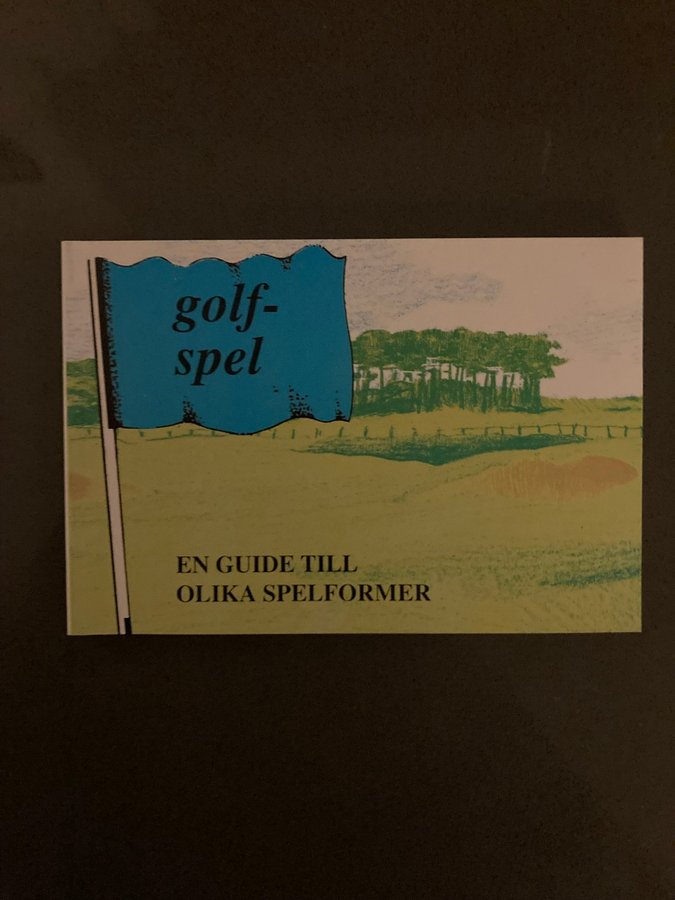 golf-
spel
EN GUIDE TILL
OLIKA SPELFORMER